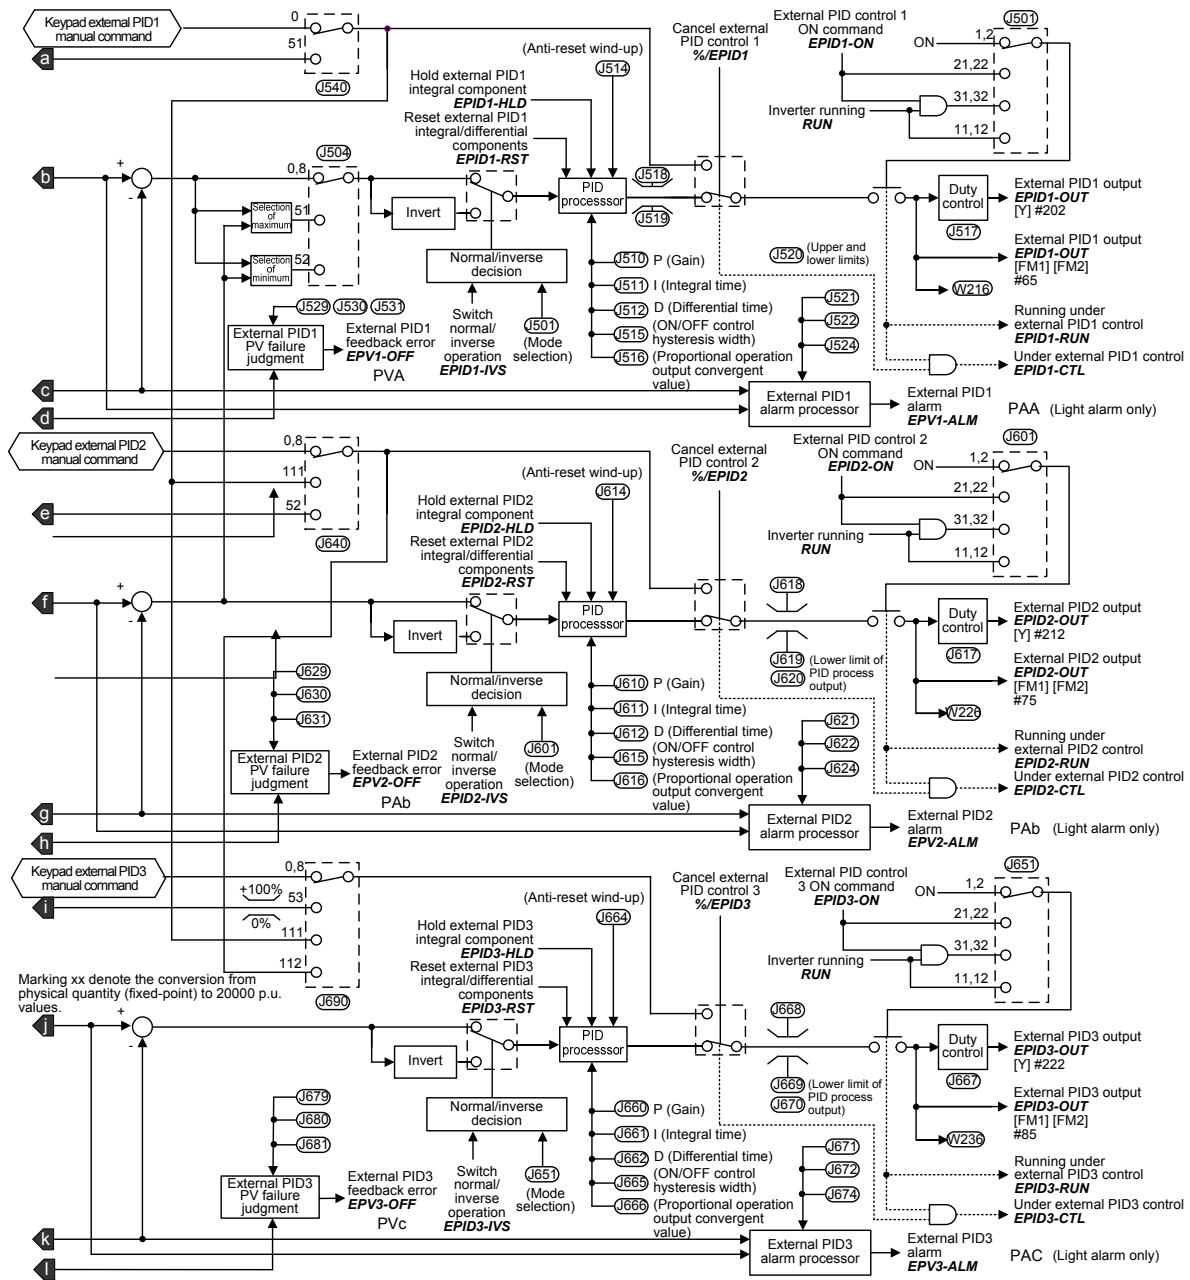 Keypad external PID1
manual command
0
51
J540
a
(Anti-reset wind-up)
J514
Hold external PID1
integral component
EPID1-HLD
Reset external PID1
integral/differential
components
EPID1-RST
Cancel external
PID control 1
%/EPID1
External PID control 1
ON command
EPID1-ON
ON
J501
1,2
21,22
31,32
11,12
Inverter running
RUN
b
+
-
J504
0,8
51
52
Selection
of
maximum
Selection
of
minimum
Invert
PID
processsor
J518
J519
Normal/inverse
decision
Switch
normal/
inverse
operation
EPID1-IVS
J501
(Mode
selection)
J510 P (Gain)
J511 I (Integral time)
J512 D (Differential time)
J515 (ON/OFF control
hysteresis width)
J516 (Proportional operation
output convergent
value)
J520 (Upper and
lower limits)
J521
J522
J524
Duty
control
J517
External PID1 output
EPID1-OUT
[Y] #202
External PID1 output
EPID1-OUT
[FM1] [FM2]
#65
W216
Running under
external PID1 control
EPID1-RUN
Under external PID1 control
EPID1-CTL
J529 J530 J531
External PID1
PV failure
judgment
External PID1
feedback error
EPV1-OFF
PVA
c
d
External PID1
alarm processor
External PID1
alarm
EPV1-ALM
PAA (Light alarm only)
Keypad external PID2
manual command
0,8
111
52
J640
e
(Anti-reset wind-up)
J614
Hold external PID2
integral component
EPID2-HLD
Reset external PID2
integral/differential
components
EPID2-RST
Cancel external
PID control 2
%/EPID2
External PID control 2
ON command
EPID2-ON
ON
J601
1,2
21,22
31,32
11,12
Inverter running
RUN
f
+
-
Invert
PID
processsor
J618
J619 (Lower limit of
J620 PID process
output)
Normal/inverse
decision
Switch
normal/
inverse
operation
EPID2-IVS
J601
(Mode
selection)
J610 P (Gain)
J611 I (Integral time)
J612 D (Differential time)
J615 (ON/OFF control
hysteresis width)
J616 (Proportional operation
output convergent
value)
J621
J622
J624
Duty
control
J617
External PID2 output
EPID2-OUT
[Y] #212
External PID2 output
EPID2-OUT
[FM1] [FM2]
#75
W226
Running under
external PID2 control
EPID2-RUN
Under external PID2 control
EPID2-CTL
J629
J630
J631
External PID2
PV failure
judgment
External PID2
feedback error
EPV2-OFF
PAb
g
h
External PID2
alarm processor
External PID2
alarm
EPV2-ALM
PAb (Light alarm only)
Keypad external PID3
manual command
0,8
+100%
53
0%
111
112
J690
i
Marking xx denote the conversion from
physical quantity (fixed-point) to 20000 p.u.
values.
(Anti-reset wind-up)
J664
Hold external PID3
integral component
EPID3-HLD
Reset external PID3
integral/differential
components
EPID3-RST
Cancel external
PID control 3
%/EPID3
External PID control
3 ON command
EPID3-ON
ON
J651
1,2
21,22
31,32
11,12
Inverter running
RUN
j
+
-
Invert
PID
processsor
J668
J669 (Lower limit of
J670 PID process
output)
Normal/inverse
decision
Switch
normal/
inverse
operation
EPID3-IVS
J651
(Mode
selection)
J660 P (Gain)
J661 I (Integral time)
J662 D (Differential time)
J665 (ON/OFF control
hysteresis width)
J666 (Proportional operation
output convergent
value)
J671
J672
J674
Duty
control
J667
External PID3 output
EPID3-OUT
[Y] #222
External PID3 output
EPID3-OUT
[FM1] [FM2]
#85
W236
Running under
external PID3 control
EPID3-RUN
Under external PID3 control
EPID3-CTL
J679
J680
J681
External PID3
PV failure
judgment
External PID3
feedback error
EPV3-OFF
PVc
k
l
External PID3
alarm processor
External PID3
alarm
EPV3-ALM
PAC (Light alarm only)